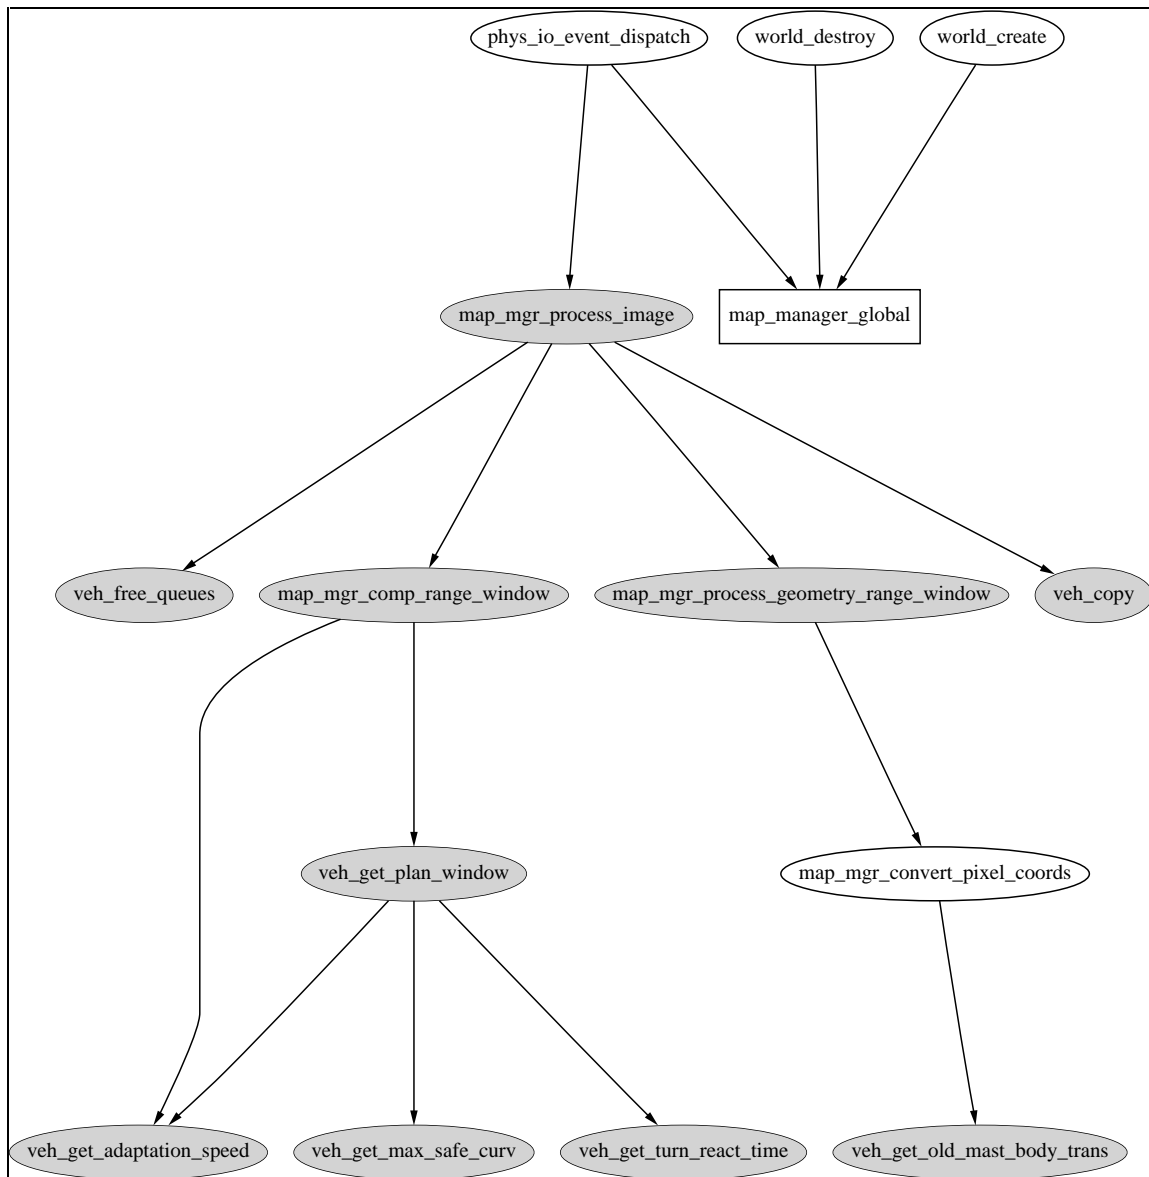 phys_io_event_dispatch
world_destroy
world_create
map_mgr_process_image
map_manager_global
veh_free_queues
map_mgr_comp_range_window
map_mgr_process_geometry_range_window
veh_copy
veh_get_plan_window
map_mgr_convert_pixel_coords
veh_get_adaptation_speed
veh_get_max_safe_curv
veh_get_turn_react_time
veh_get_old_mast_body_trans